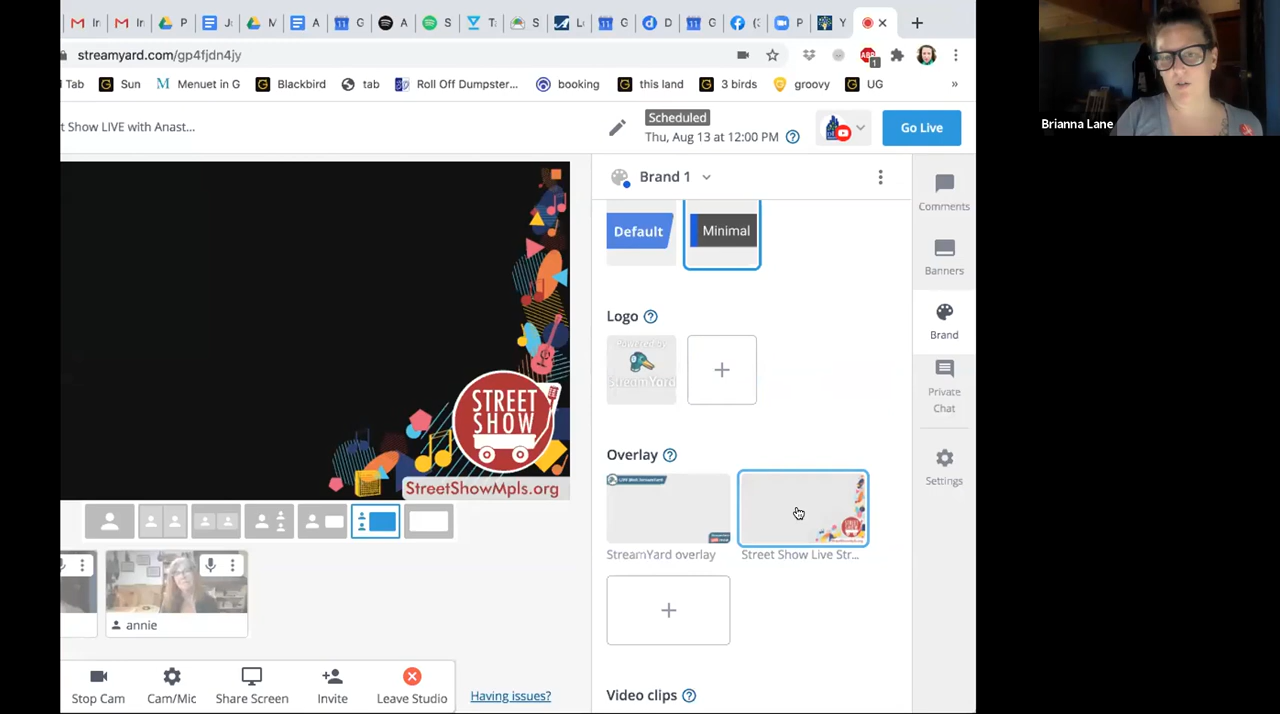 streamyard.com/gp4fjdn4jy
Tab Sun Menuet in G Blackbird tab Roll Off Dumpster... booking this land 3 birds groovy UG »
t Show LIVE with Anast...
Scheduled
Thu, Aug 13 at 12:00 PM
Go Live
Brianna Lane
Brand 1
Comments
Default
Minimal
Banners
Logo
Brand
Powered by
StreamYard
Private
Chat
STREET
SHOW
StreetShowMpls.org
Overlay
Settings
StreamYard overlay
Street Show Live Str...
annie
Video clips
Stop Cam
Cam/Mic
Share Screen
Invite
Leave Studio
Having issues?